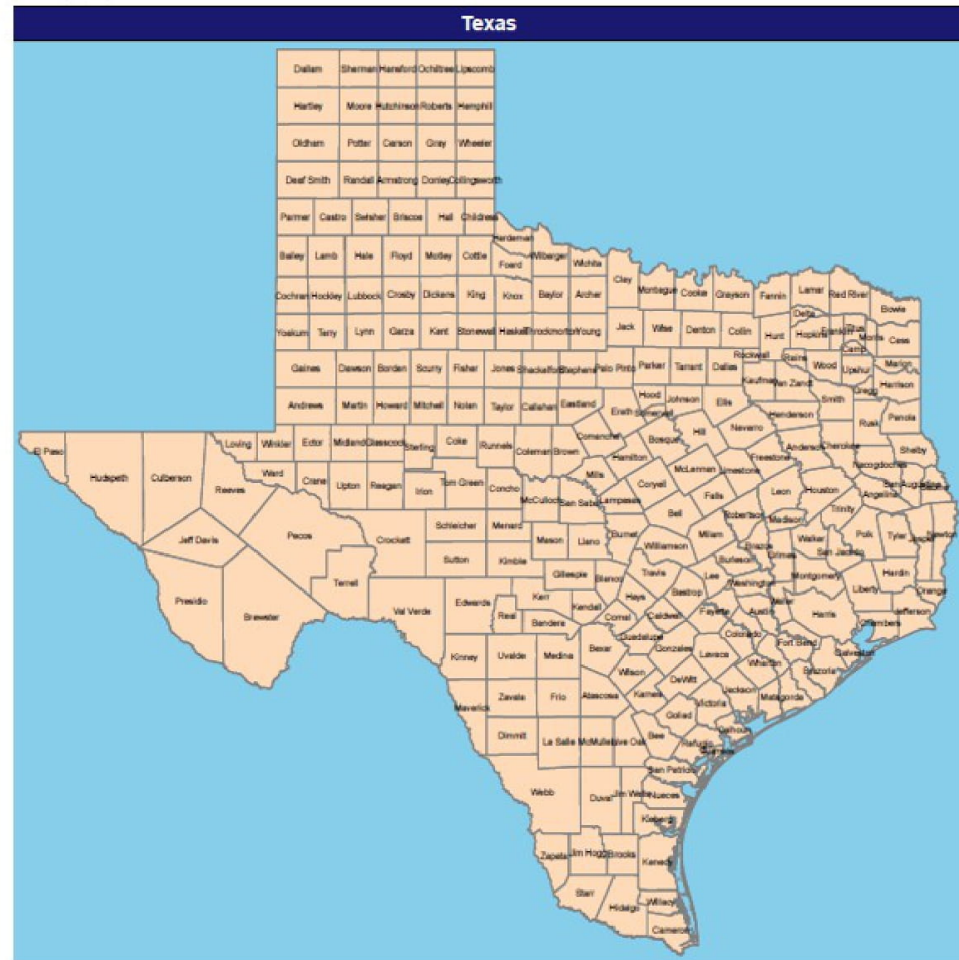 Texas
Dallam Sherman Hansford Ochiltree Lipscomb
Hartley Moore Hutchinson Roberts Hemphill
Oldham Potter Carson Gray Wheeler
Deaf Smith Randall Armstrong Donley Collingsworth
Parmer Castro Swisher Briscoe Hall Childress
Hardeman
Bailey Lamb Hale Floyd Motley Cottle Foard Wilbarger Wichita
Clay Montague Cooke Grayson Fannin Lamar Red River Bowie
Cochran Hockley Lubbock Crosby Dickens King Knox Baylor Archer
Delta Titus Morris Cass
Yoakum Terry Lynn Garza Kent Stonewall Haskell Throckmorton Young Jack Wise Denton Collin Hunt Hopkins Franklin
Rockwall Rains Camp
Gaines Dawson Borden Scurry Fisher Jones Shackelford Stephens Palo Pinto Parker Tarrant Dallas Wood Upshur Marion
Kaufman Van Zandt Gregg Harrison
Andrews Martin Howard Mitchell Nolan Taylor Callahan Eastland Erath Hood Somervell Johnson Ellis Henderson Smith Rusk Panola
El Paso Hudspeth Culberson Reeves
Loving Winkler Ector Midland Glasscock Sterling Coke Runnels Coleman Brown Comanche Hamilton Bosque Hill Navarro Anderson Cherokee Shelby
Ward Crane Upton Reagan Irion Tom Green Concho McCulloch San Saba Mills Lampasas Coryell McLennan Limestone Freestone Leon Houston Nacogdoches San Augustine
Angelina Trinity
Jeff Davis Pecos Crockett Schleicher Menard Mason Llano Burnet Bell Falls Robertson Madison Walker Polk Tyler Jasper Newton
Williamson Milam Brazos Grimes San Jacinto
Presidio Brewster Terrell Val Verde Sutton Kimble Gillespie Blanco Travis Lee Burleson Washington Montgomery Liberty Hardin Orange
Edwards Real Kerr Kendall Bandera Comal Hays Caldwell Bastrop Fayette Austin Waller Harris Chambers Jefferson
Kinney Uvalde Medina Bexar Guadalupe Gonzales Lavaca Colorado Wharton Fort Bend Brazoria Galveston
Maverick Zavala Frio Atascosa Wilson Karnes DeWitt Jackson Matagorda
Victoria Goliad Calhoun
Dimmit La Salle McMullen Live Oak Bee Refugio
San Patricio
Webb Duval Jim Wells Nueces
Kleberg
Zapata Jim Hogg Brooks Kenedy
Starr Hidalgo Willacy
Cameron